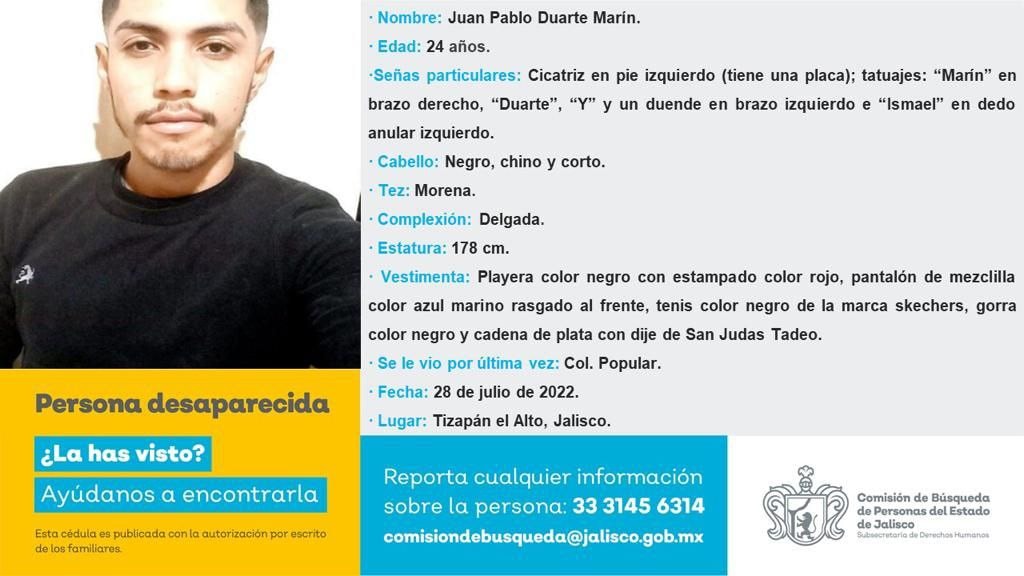 · Nombre: Juan Pablo Duarte Marín.
· Edad: 24 años.
·Señas particulares: Cicatriz en pie izquierdo (tiene una placa); tatuajes: “Marín” en
brazo derecho, “Duarte”, “Y” y un duende en brazo izquierdo e “Ismael” en dedo
anular izquierdo.
· Cabello: Negro, chino y corto.
· Tez: Morena.
· Complexión: Delgada.
· Estatura: 178 cm.
· Vestimenta: Playera color negro con estampado color rojo, pantalón de mezclilla
color azul marino rasgado al frente, tenis color negro de la marca skechers, gorra
color negro y cadena de plata con dije de San Judas Tadeo.
· Se le vio por última vez: Col. Popular.
· Fecha: 28 de julio de 2022.
· Lugar: Tizapán el Alto, Jalisco.
Persona desaparecida
¿La has visto?
Ayúdanos a encontrarla
Esta cédula es publicada con la autorización por escrito
de los familiares.
Reporta cualquier información
sobre la persona: 33 3145 6314
comisiondebusqueda@jalisco.gob.mx
Comisión de Búsqueda
de Personas del Estado
de Jalisco
Subsecretaría de Derechos Humanos